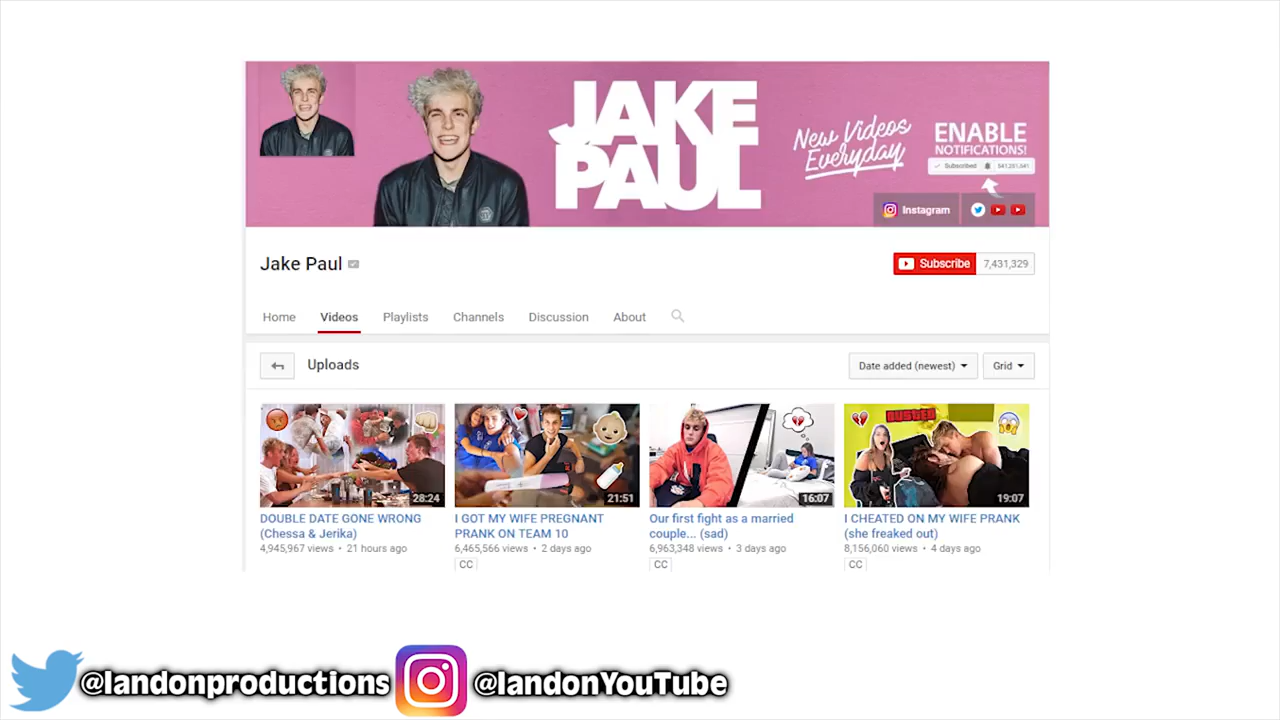 JAKE
PAUL
New Videos
Everyday
ENABLE
NOTIFICATIONS!
Subscribed 541,281,641
Instagram
Jake Paul
Subscribe 7,431,329
Home Videos Playlists Channels Discussion About
Uploads
Date added (newest) Grid
28:24
21:51
16:07
BUSTED
19:07
DOUBLE DATE GONE WRONG
(Chessa & Jerika)
4,945,967 views • 21 hours ago
I GOT MY WIFE PREGNANT
PRANK ON TEAM 10
6,465,566 views • 2 days ago
CC
Our first fight as a married
couple... (sad)
6,963,348 views • 3 days ago
CC
I CHEATED ON MY WIFE PRANK
(she freaked out)
8,156,060 views • 4 days ago
CC
@landonproductions
@landonYouTube